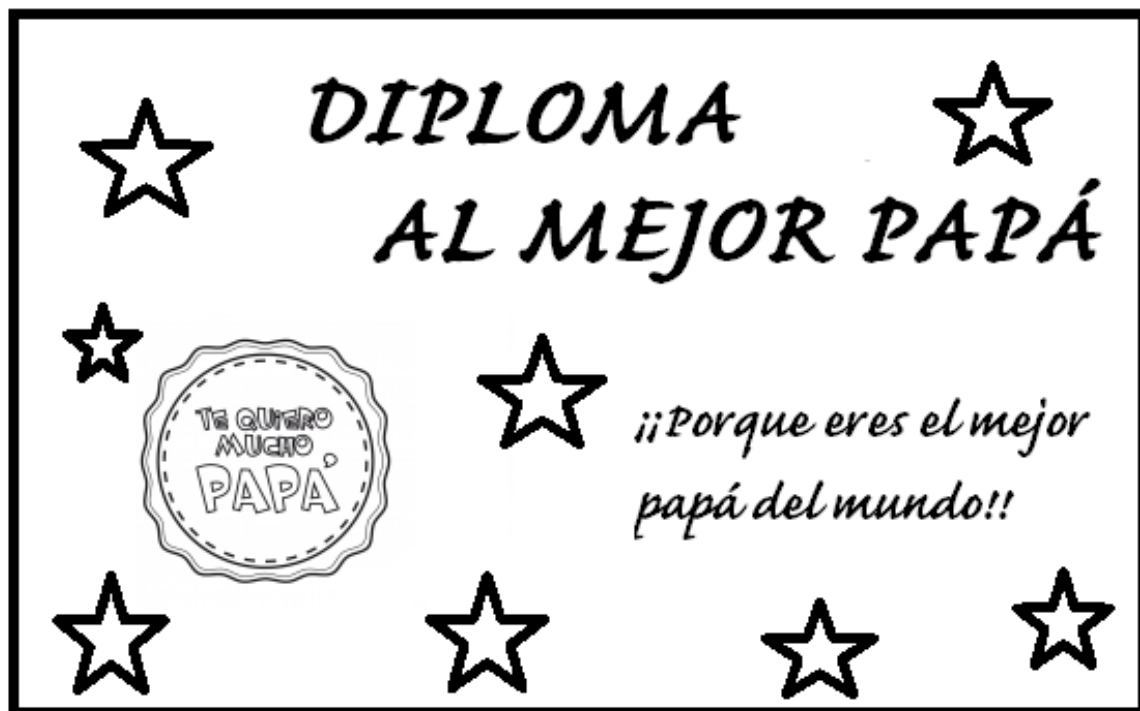 DIPLOMA
AL MEJOR PAPÁ
TE QUIERO
MUCHO
PAPÁ
¡¡Porque eres el mejor
papá del mundo!!